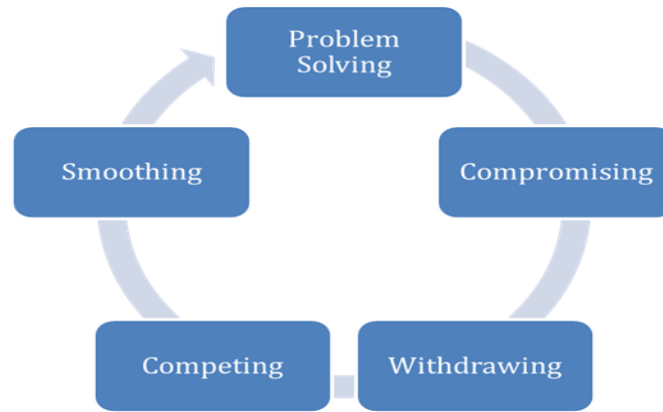 Problem
Solving
Compromising
Withdrawing
Competing
Smoothing